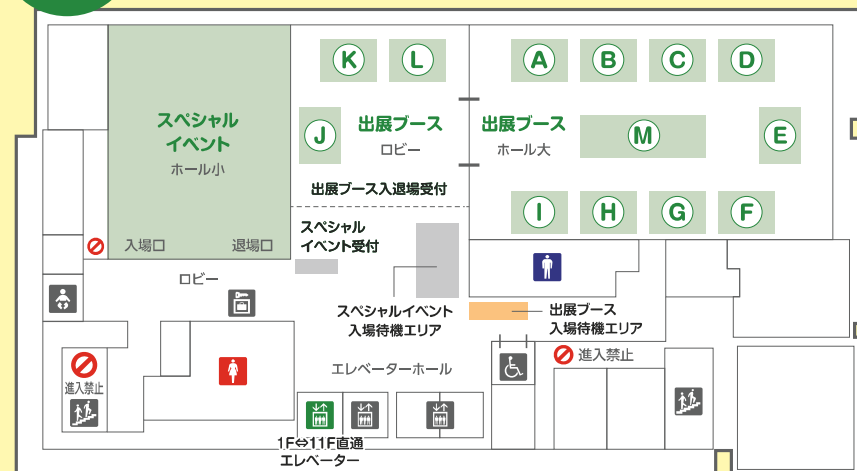 K
L
A
B
C
D
スペシャル
イベント
ホール小
J
出展ブース
ロビー
出展ブース
ホール大
M
E
出展ブース入退場受付
I
H
G
F
スペシャル
イベント受付
入場口
退場口
ロビー
スペシャルイベント
入場待機エリア
出展ブース
入場待機エリア
進入禁止
エレベーターホール
進入禁止
1F⇔11F直通
エレベーター